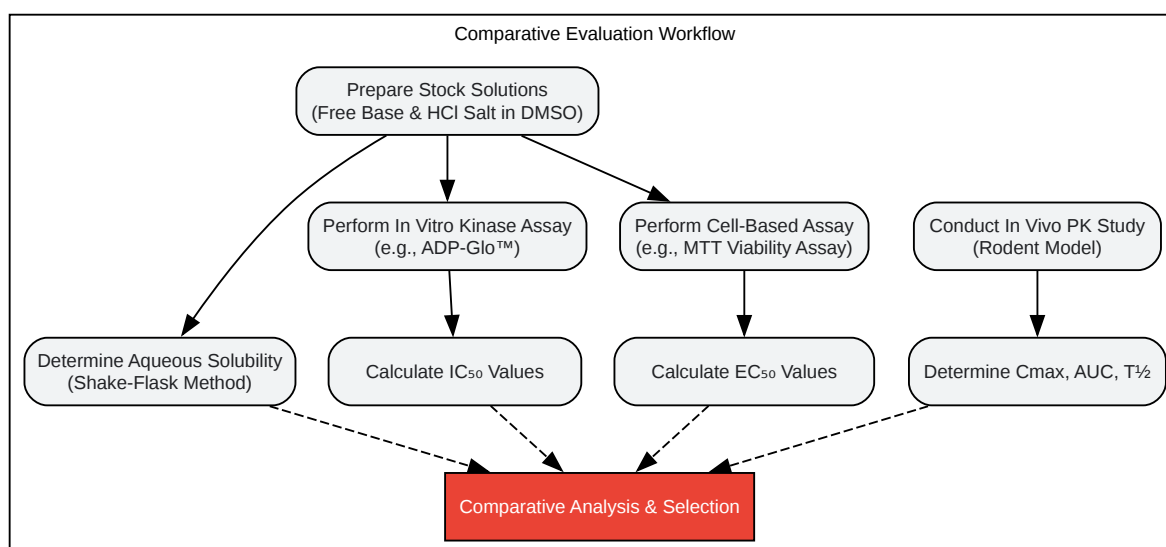 Comparative Evaluation Workflow
Prepare Stock Solutions
(Free Base & HCl Salt in DMSO)
Perform In Vitro Kinase Assay
(e.g., ADP-Glo™)
Perform Cell-Based Assay
(e.g., MTT Viability Assay)
Conduct In Vivo PK Study
(Rodent Model)
Determine Aqueous Solubility
(Shake-Flask Method)
Calculate IC₅₀ Values
Calculate EC₅₀ Values
Determine Cmax, AUC, T½
Comparative Analysis & Selection